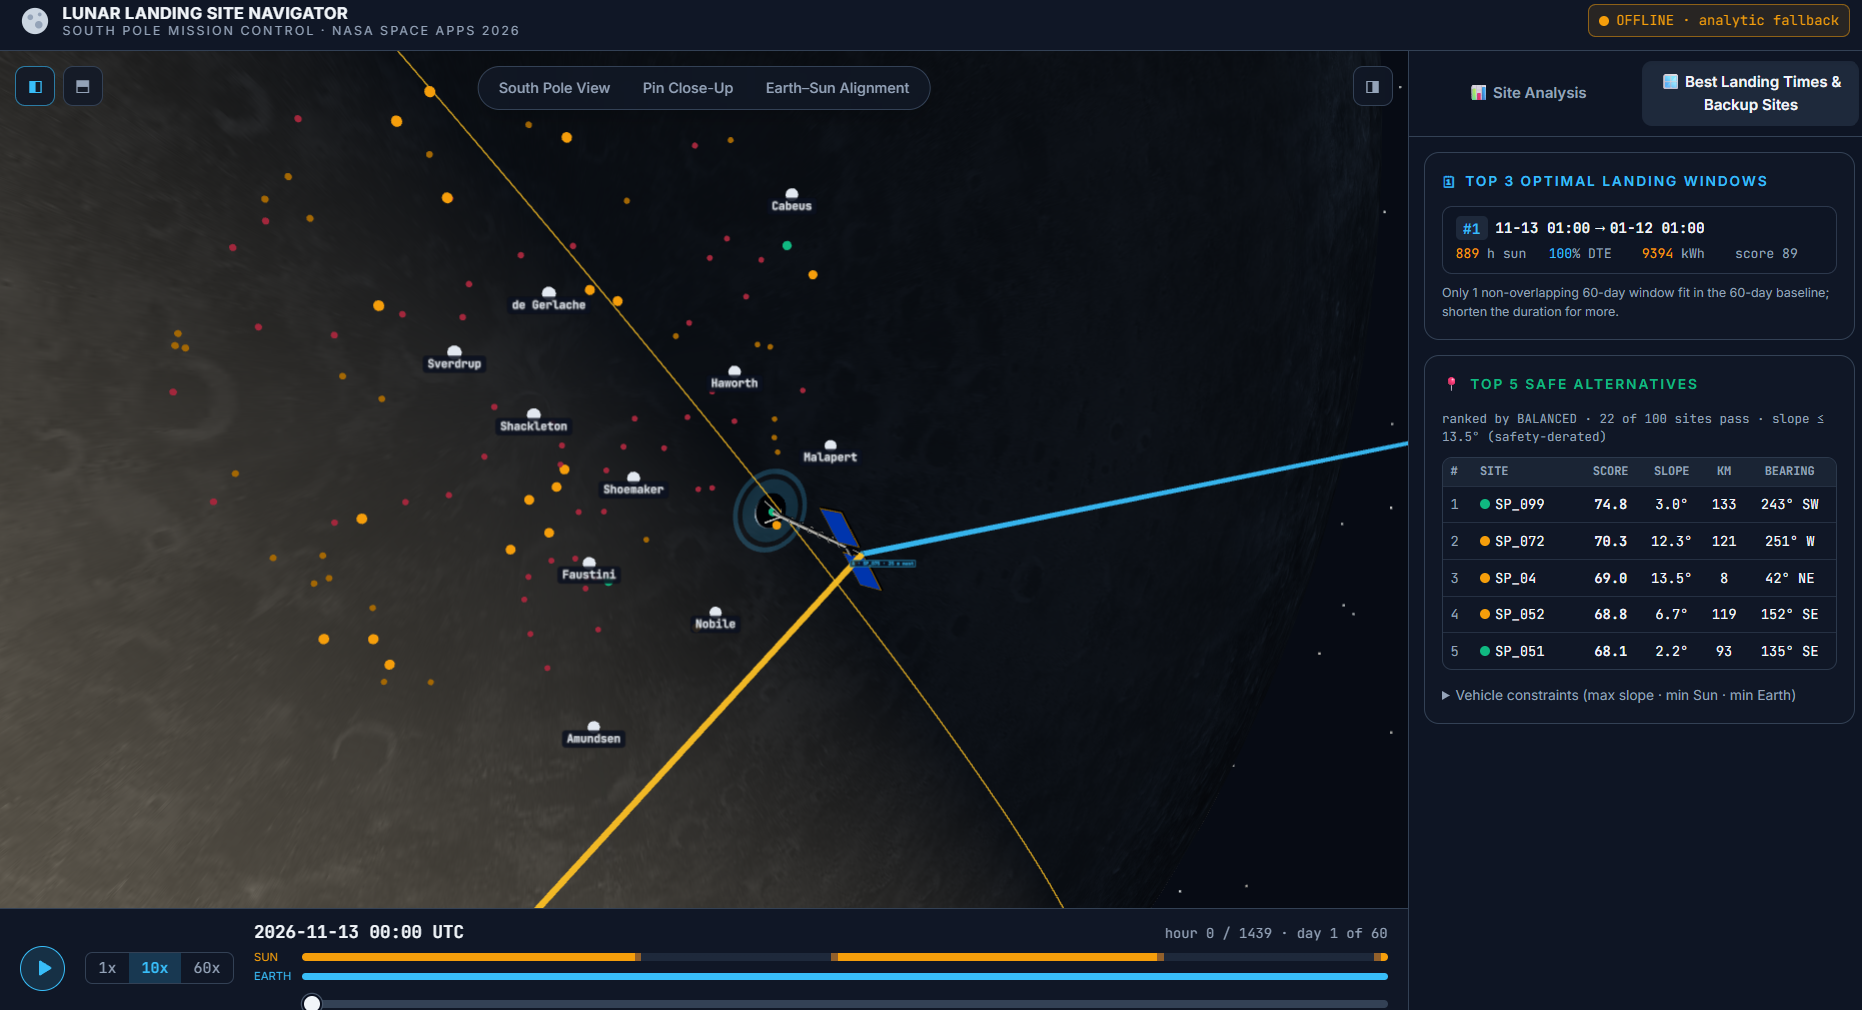 LUNAR LANDING SITE NAVIGATOR
SOUTH POLE MISSION CONTROL · NASA SPACE APPS 2026
OFFLINE · analytic fallback
South Pole View
Pin Close-Up
Earth–Sun Alignment
Site Analysis
Best Landing Times &
Backup Sites
Cabeus
de Gerlache
Sverdrup
Haworth
Shackleton
Malapert
Shoemaker
Faustini
Nobile
Amundsen
TOP 3 OPTIMAL LANDING WINDOWS
#1 11-13 01:00 → 01-12 01:00
889 h sun 100% DTE 9394 kWh score 89
Only 1 non-overlapping 60-day window fit in the 60-day baseline;
shorten the duration for more.
TOP 5 SAFE ALTERNATIVES
ranked by BALANCED · 22 of 100 sites pass · slope ≤
13.5° (safety-derated)
# SITE SCORE SLOPE KM BEARING
1 SP_099 74.8 3.0° 133 243° SW
2 SP_072 70.3 12.3° 121 251° W
3 SP_04 69.0 13.5° 8 42° NE
4 SP_052 68.8 6.7° 119 152° SE
5 SP_051 68.1 2.2° 93 135° SE
▶ Vehicle constraints (max slope · min Sun · min Earth)
2026-11-13 00:00 UTC
hour 0 / 1439 · day 1 of 60
1x 10x 60x
SUN
EARTH